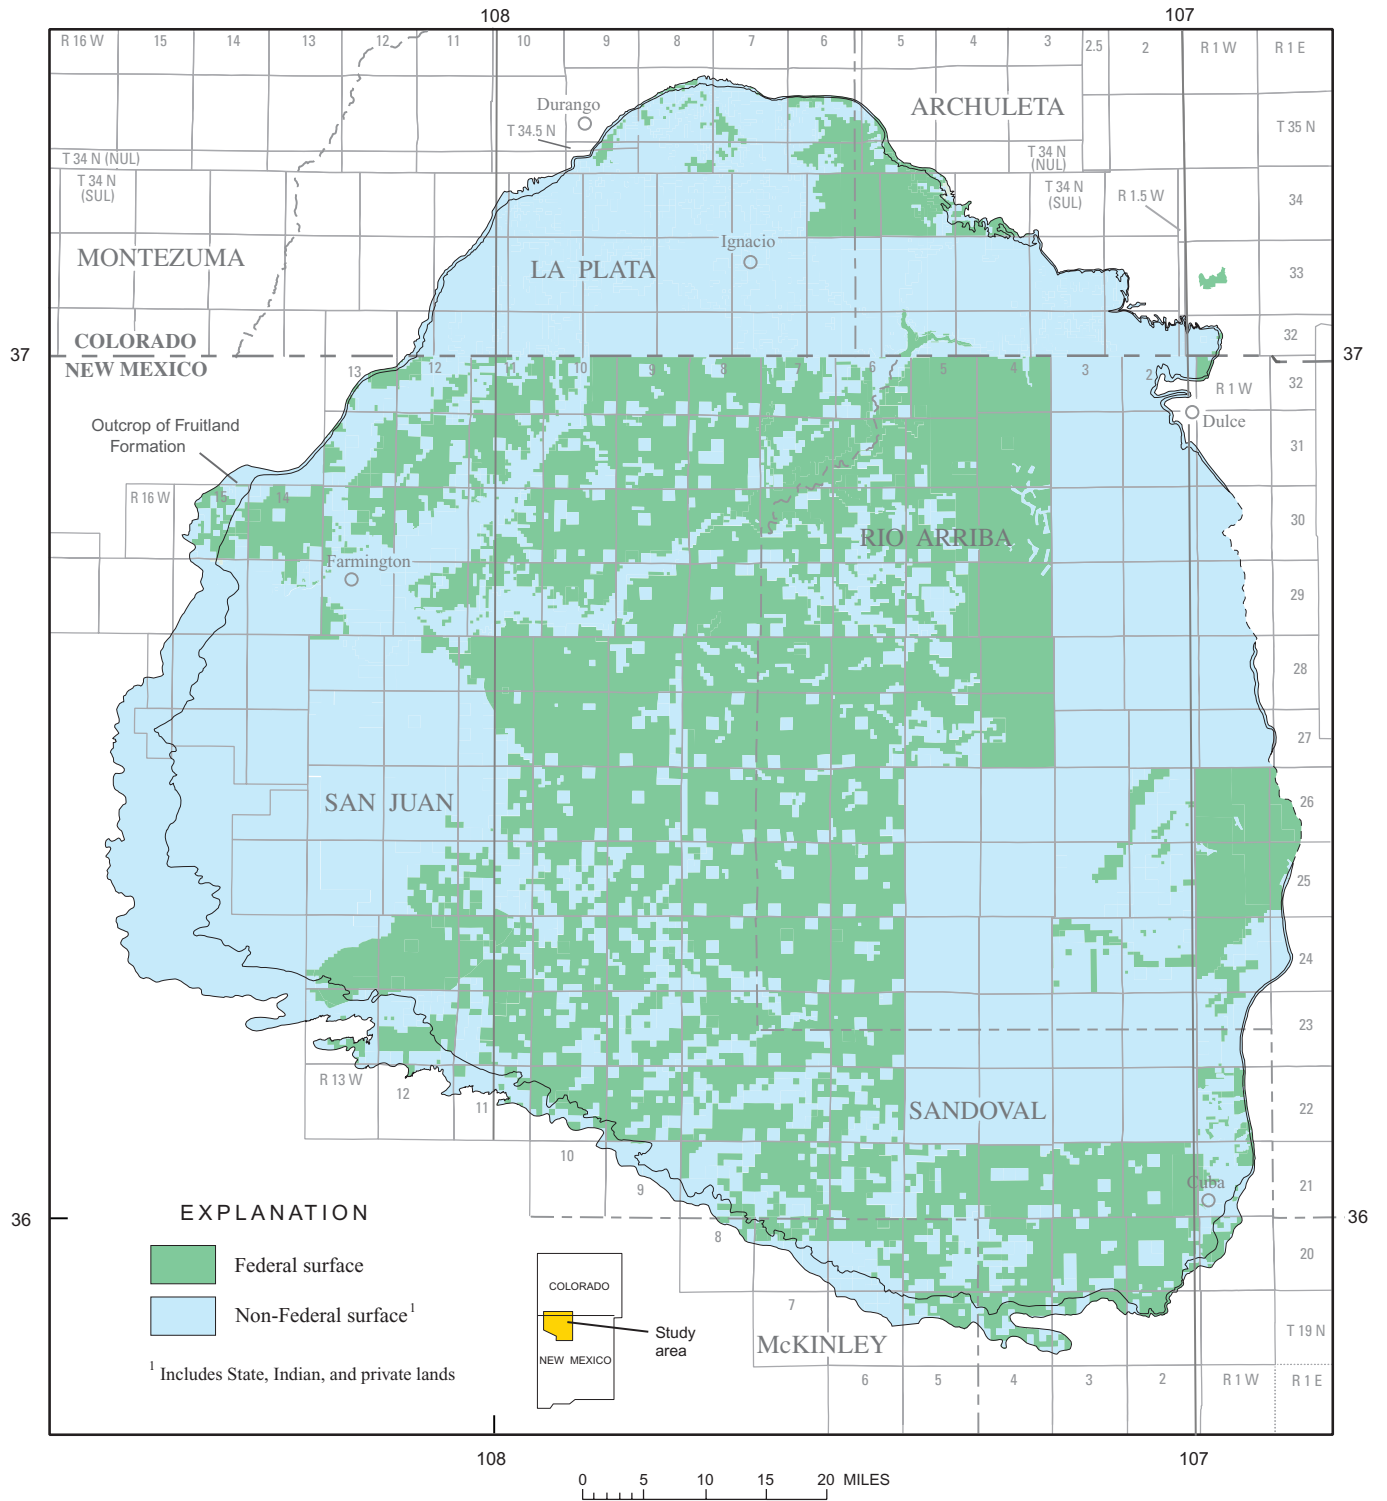 108
107
R 16 W
15
14
13
12
11
10
9
8
7
6
5
4
3
2.5
2
R 1 W
R 1 E
Durango
ARCHULETA
T 34.5 N
T 35 N
T 34 N (NUL)
T 34 N
(NUL)
T 34 N
(SUL)
T 34 N
(SUL)
R 1.5 W
34
Ignacio
MONTEZUMA
LA PLATA
33
32
COLORADO
37
37
NEW MEXICO
13
12
11
10
9
8
7
6
5
4
3
2
R 1 W
32
Dulce
Outcrop of Fruitland
Formation
31
R 16 W
15
14
30
RIO ARRIBA
Farmington
29
28
27
SAN JUAN
26
25
24
23
R 13 W
12
11
SANDOVAL
22
10
9
Cuba
21
36
36
8
20
EXPLANATION
Federal surface
Non-Federal surface1
1 Includes State, Indian, and private lands
COLORADO
NEW MEXICO
Study
area
7
McKINLEY
T 19 N
6
5
4
3
2
R 1 W
R 1 E
108
107
0
5
10
15
20 MILES